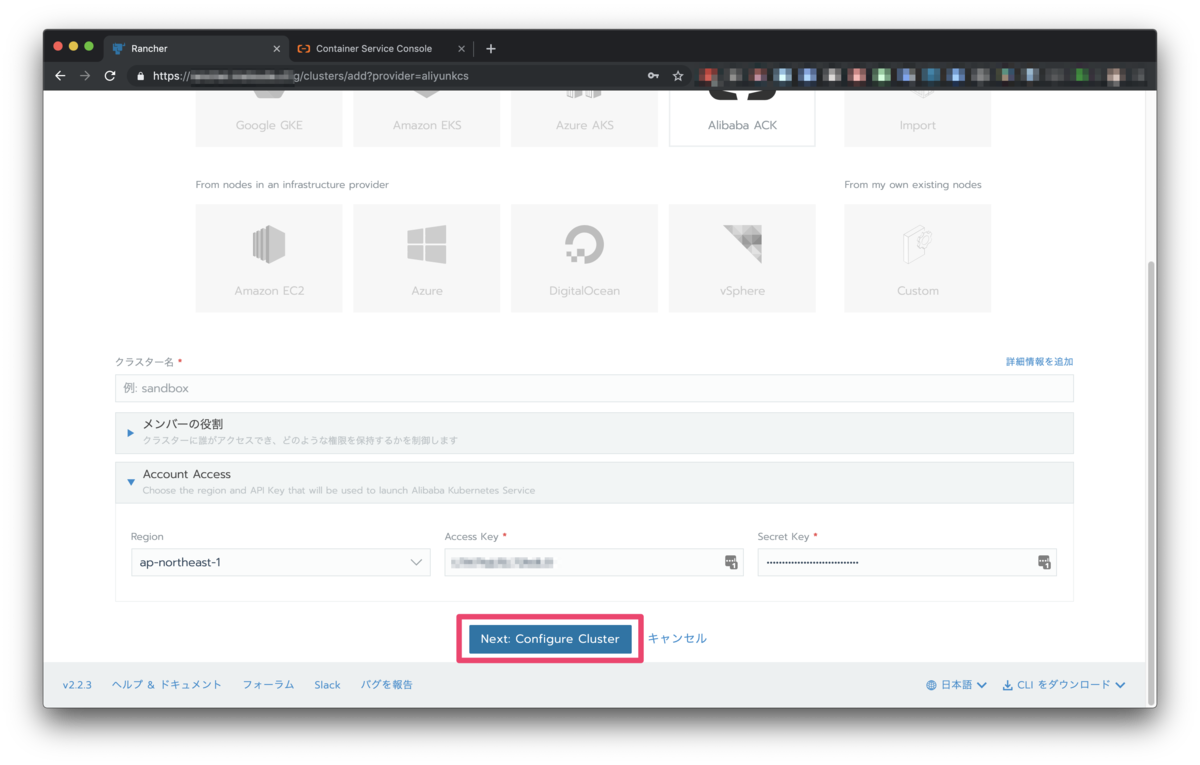 Rancher
Container Service Console
https://
g/clusters/add?provider=aliyunkcs
Google GKE
Amazon EKS
Azure AKS
Alibaba ACK
Import
From nodes in an infrastructure provider
From my own existing nodes
Amazon EC2
Azure
DigitalOcean
vSphere
Custom
クラスター名 *
詳細情報を追加
例: sandbox
メンバーの役割
クラスターに誰がアクセスでき、どのような権限を保持するかを制御します
Account Access
Choose the region and API Key that will be used to launch Alibaba Kubernetes Service
Region
Access Key *
Secret Key *
ap-northeast-1
Next: Configure Cluster
キャンセル
v2.2.3
ヘルプ & ドキュメント
フォーラム
Slack
バグを報告
日本語
CLI をダウンロード